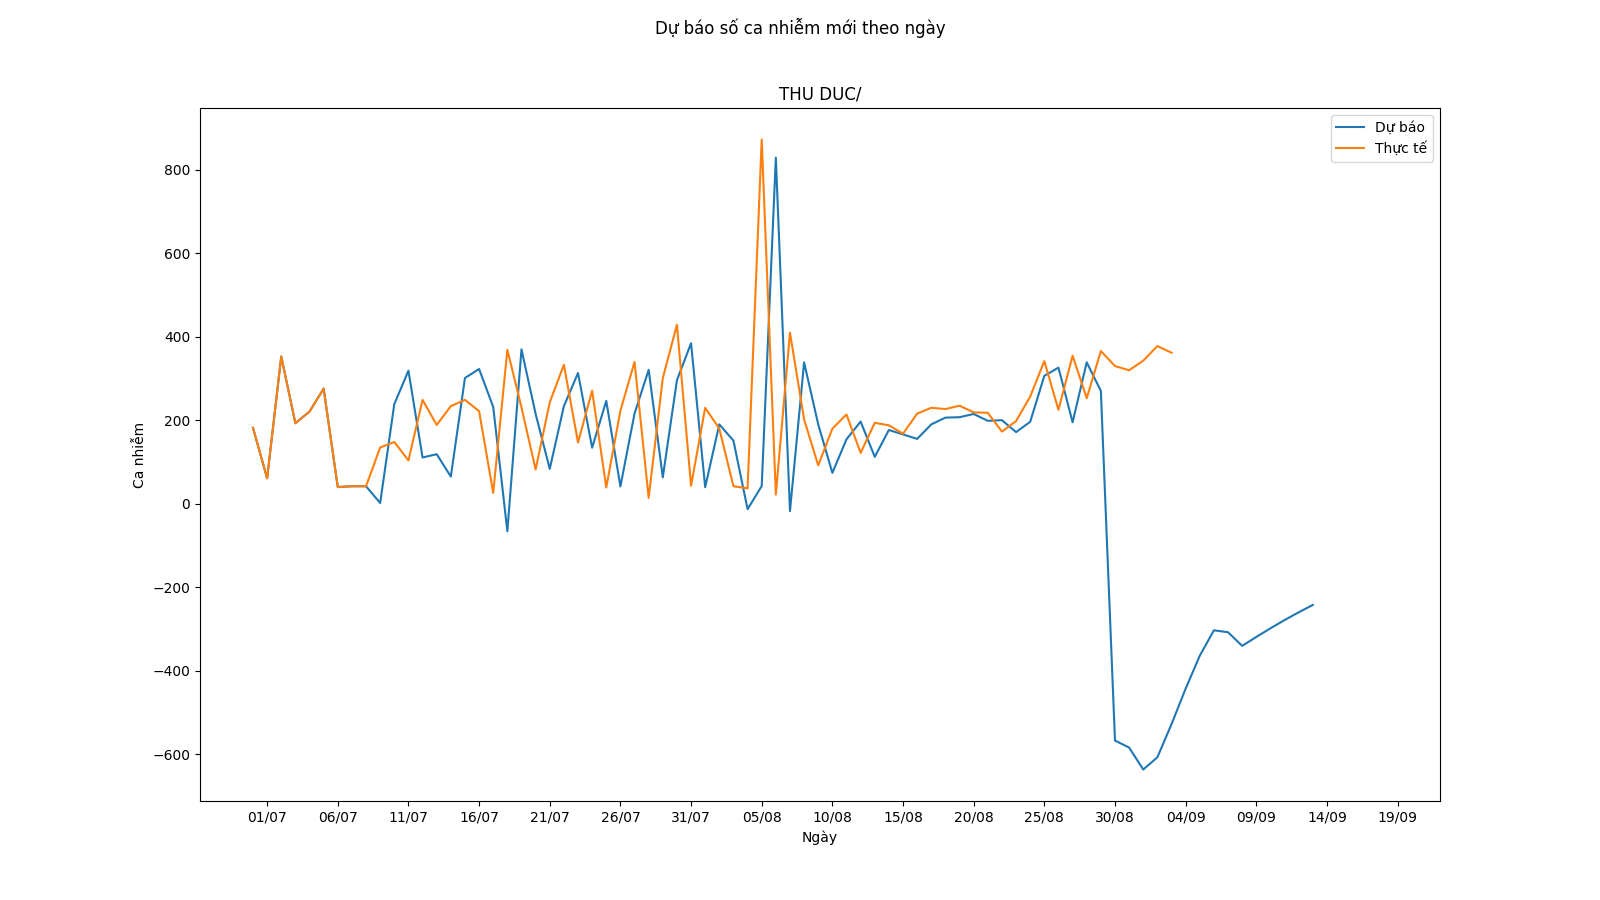 Dự báo số ca nhiễm mới theo ngày
THU DUC/
Dự báo
Thực tế
800
600
400
200
0
−200
−400
−600
Ca nhiễm
01/07 06/07 11/07 16/07 21/07 26/07 31/07 05/08 10/08 15/08 20/08 25/08 30/08 04/09 09/09 14/09 19/09
Ngày